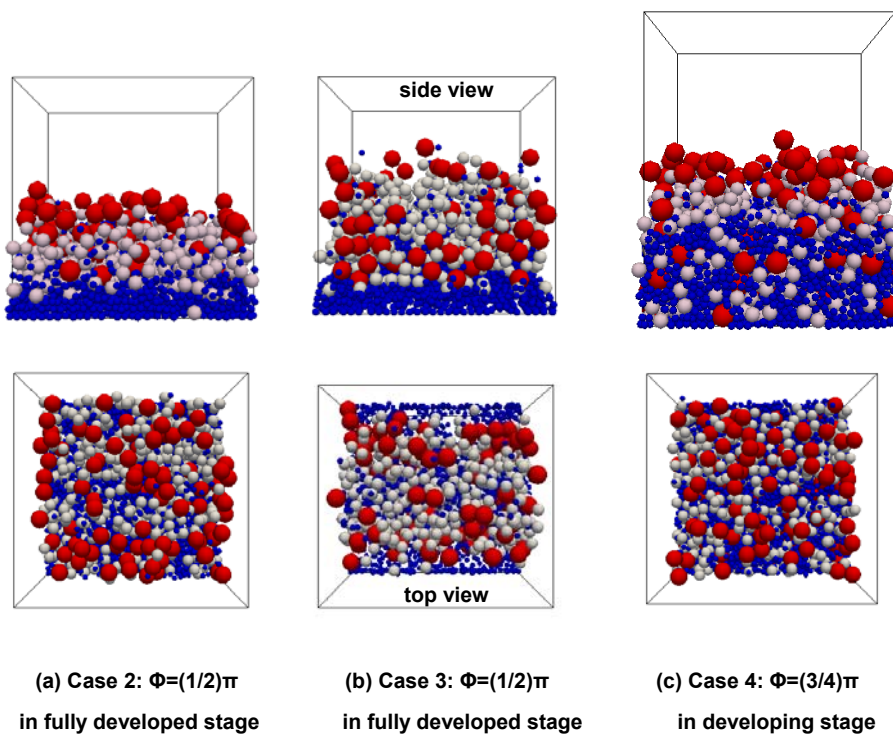 side view
top view
(a) Case 2: Φ=(1/2)π
in fully developed stage
(b) Case 3: Φ=(1/2)π
in fully developed stage
(c) Case 4: Φ=(3/4)π
in developing stage